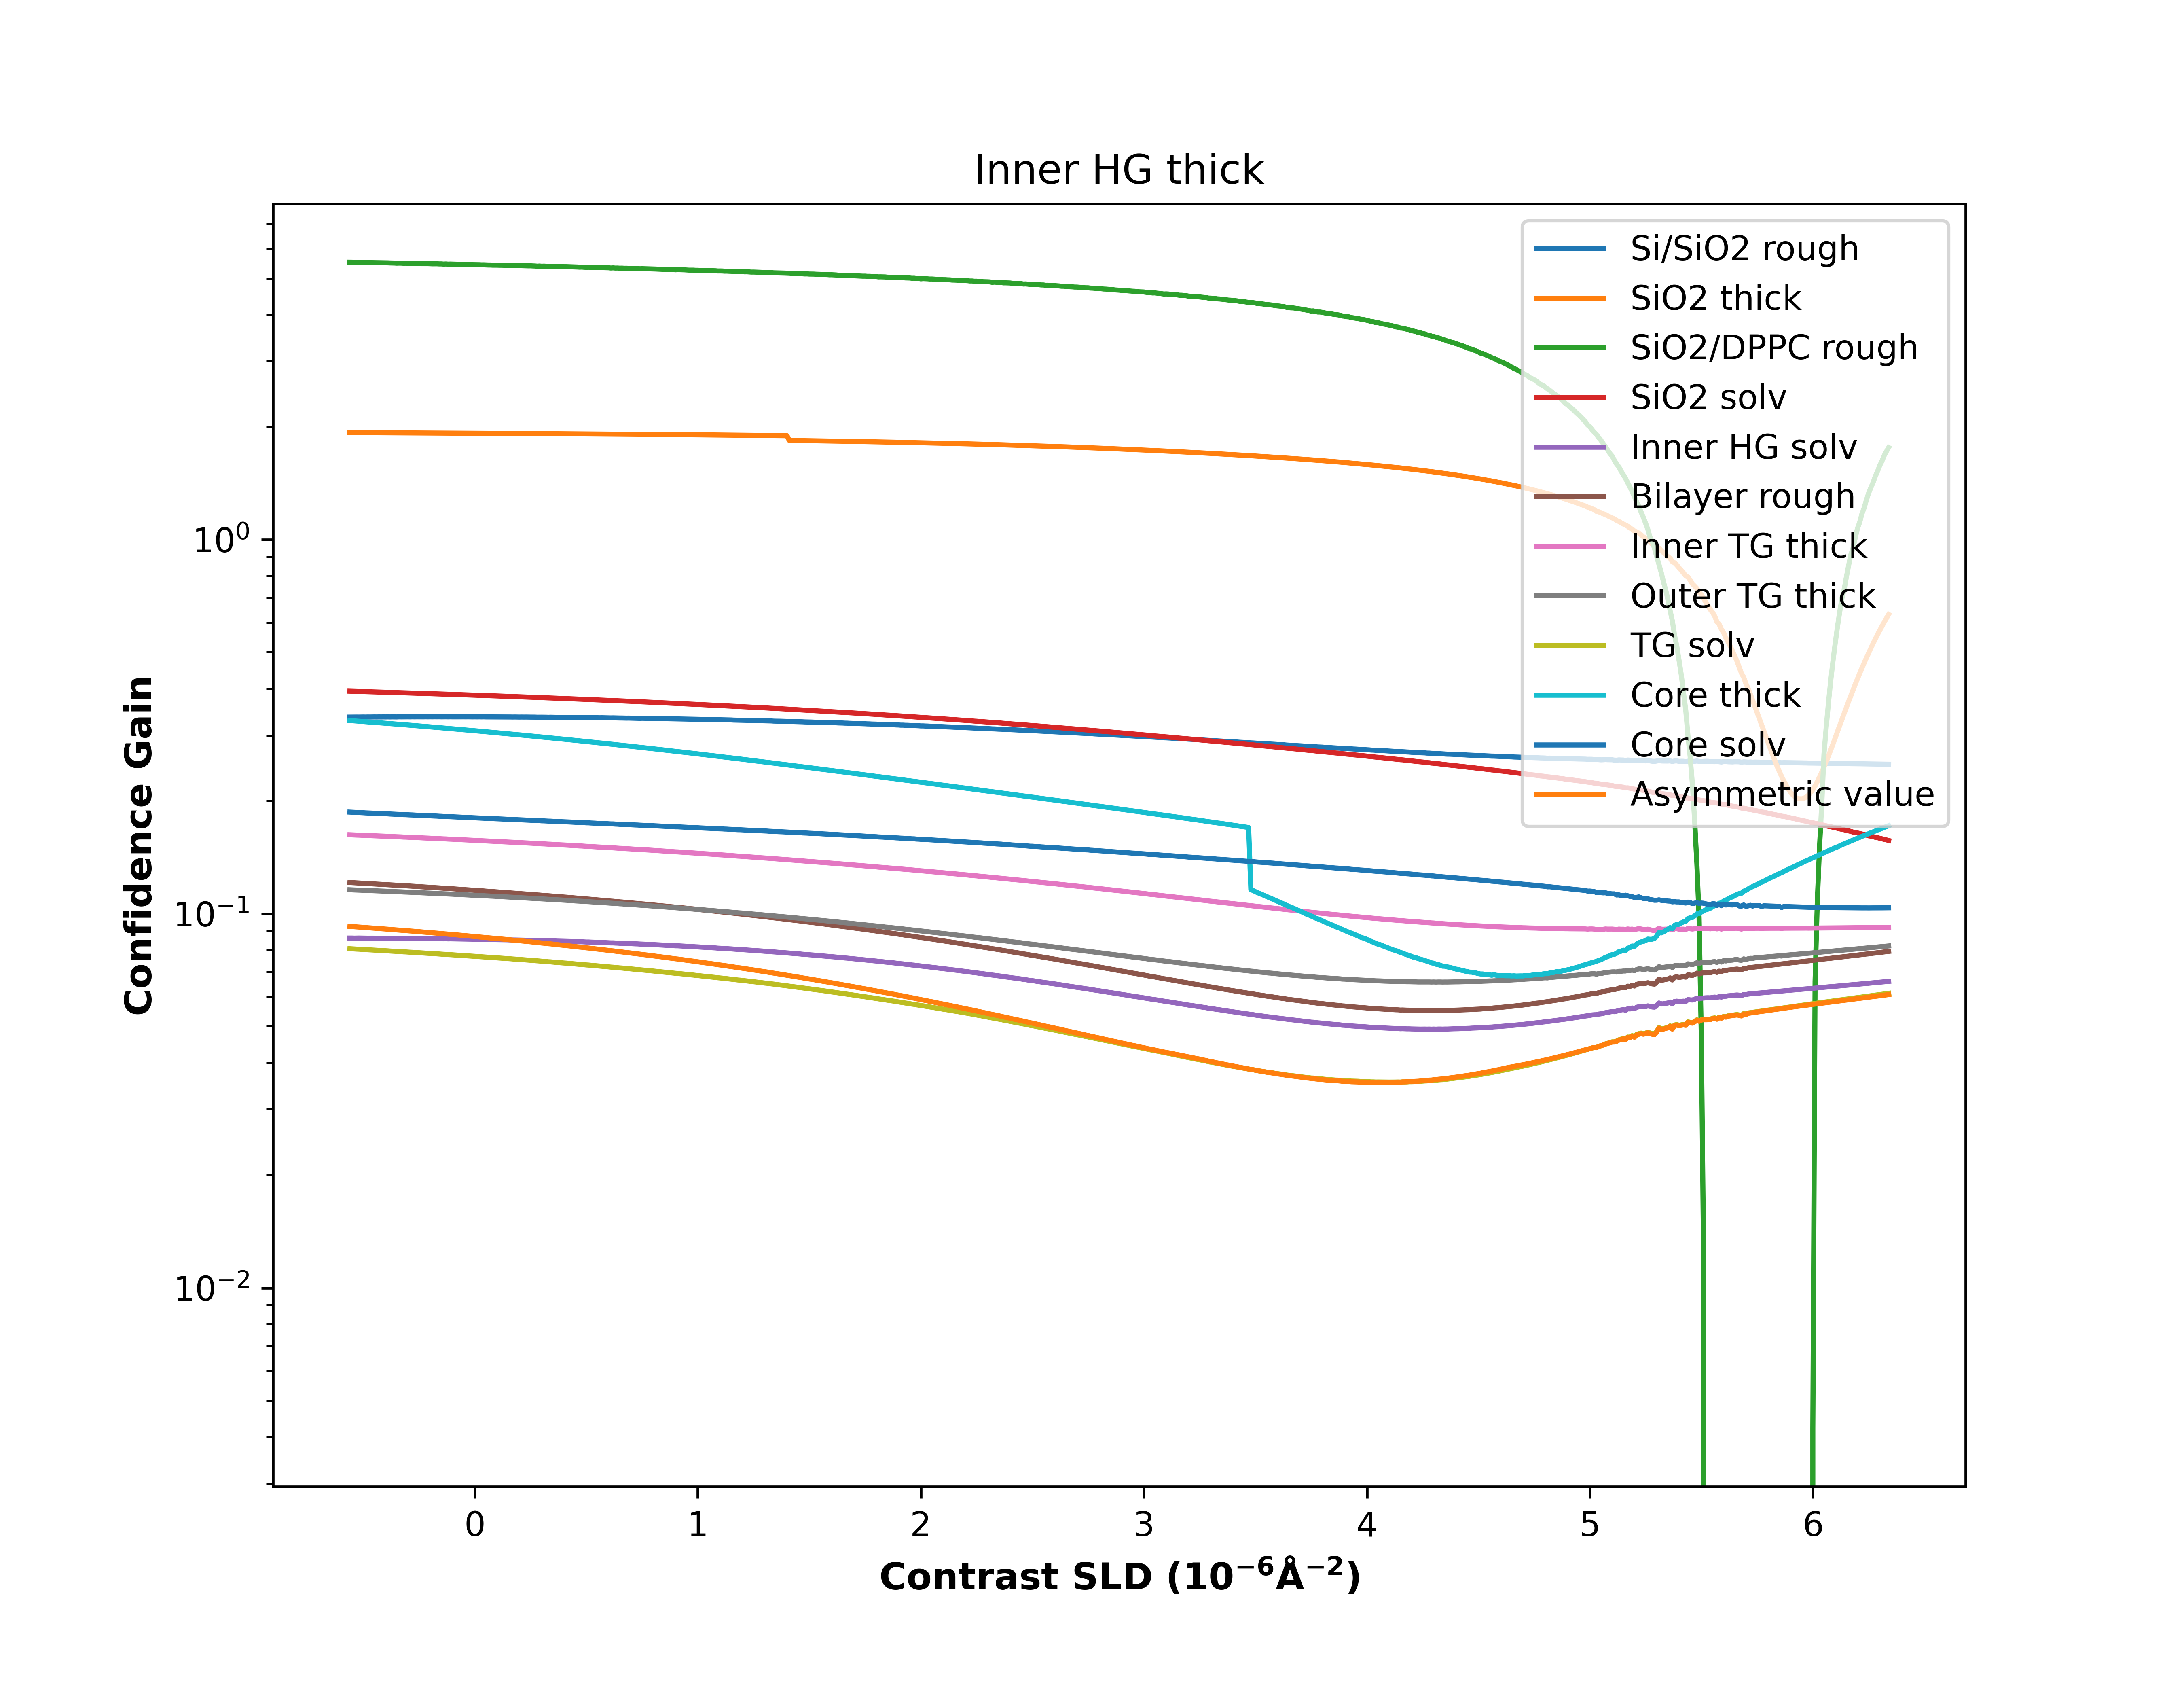 Inner HG thick
Confidence Gain
10⁰
10⁻¹
10⁻²
Si/SiO2 rough
SiO2 thick
SiO2/DPPC rough
SiO2 solv
Inner HG solv
Bilayer rough
Inner TG thick
Outer TG thick
TG solv
Core thick
Core solv
Asymmetric value
0 1 2 3 4 5 6
Contrast SLD (10⁻⁶Å⁻²)